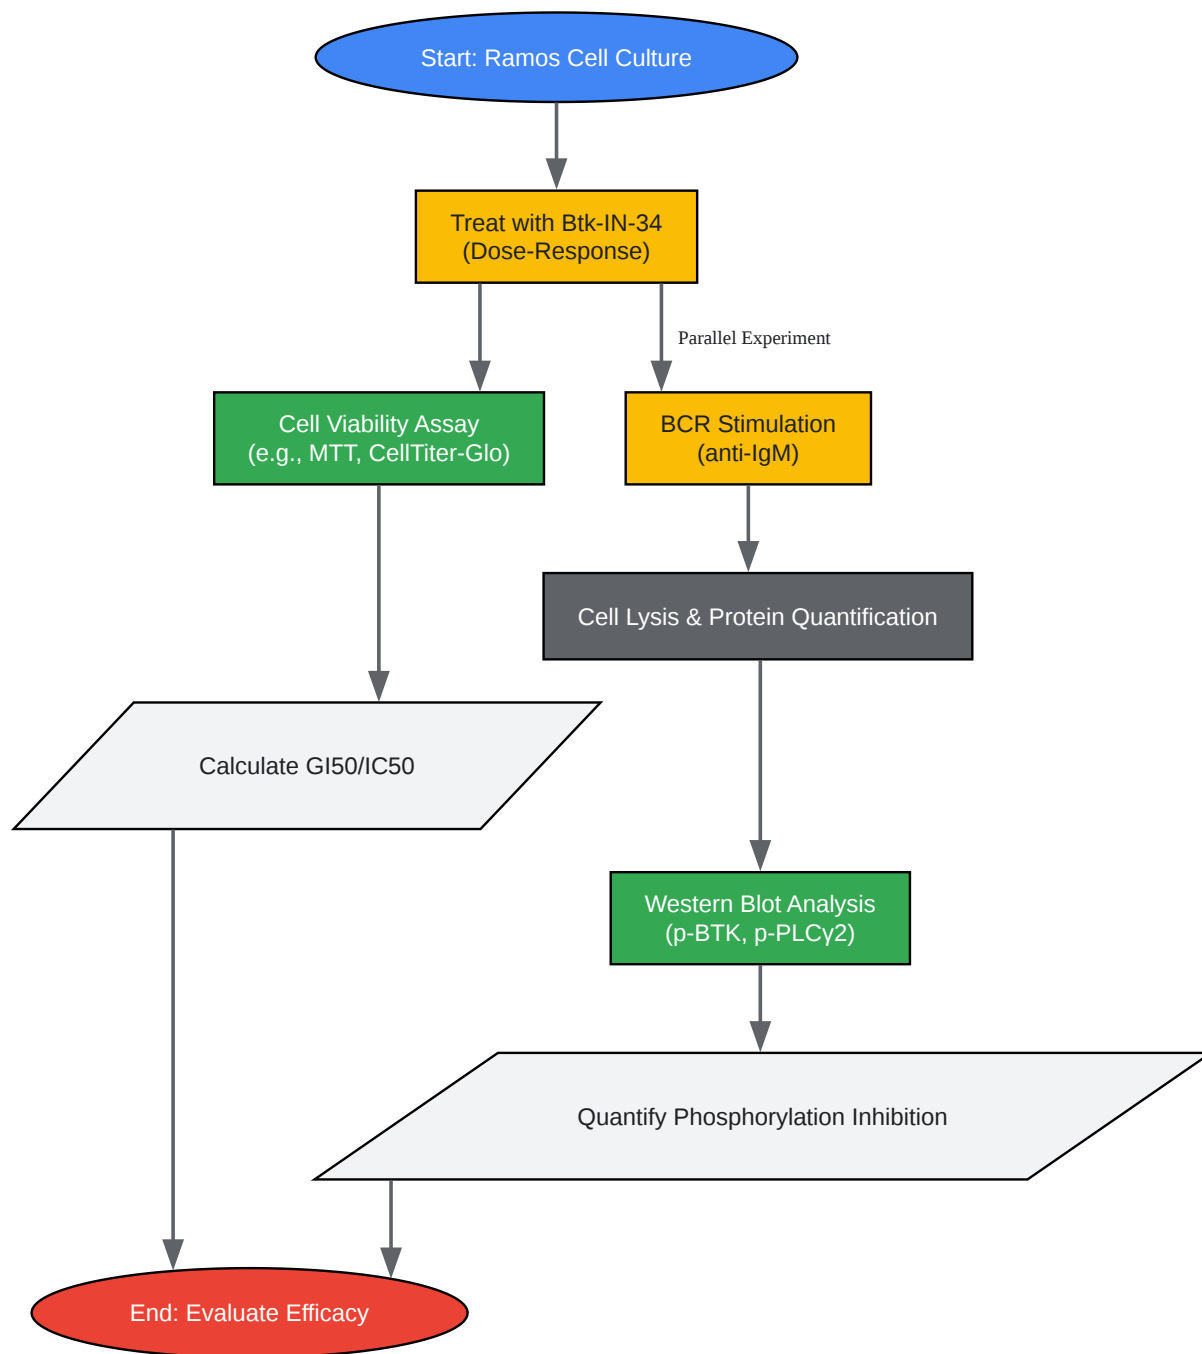 Start: Ramos Cell Culture
Treat with Btk-IN-34
(Dose-Response)
Parallel Experiment
Cell Viability Assay
(e.g., MTT, CellTiter-Glo)
BCR Stimulation
(anti-IgM)
Cell Lysis & Protein Quantification
Calculate GI50/IC50
Western Blot Analysis
(p-BTK, p-PLCγ2)
Quantify Phosphorylation Inhibition
End: Evaluate Efficacy